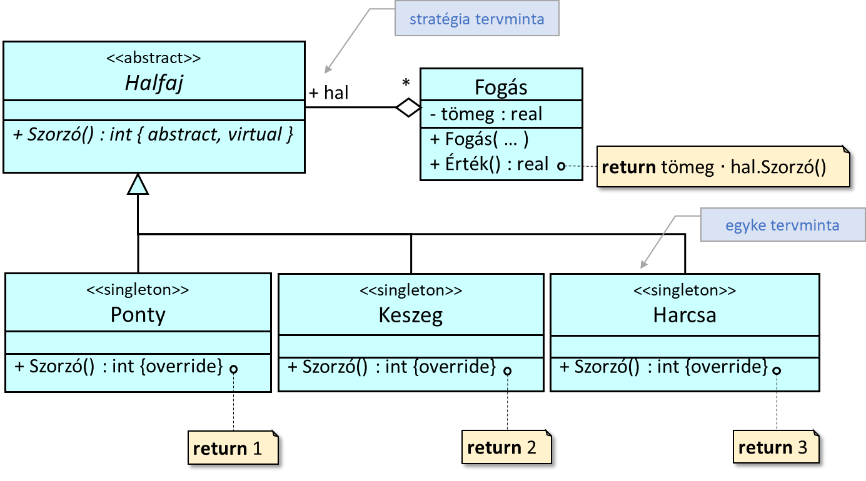 stratégia tervminta
<<abstract>>
Halfaj
+ Szorzó() : int { abstract, virtual }
+ hal
*
Fogás
- tömeg : real
+ Fogás( ... )
+ Érték() : real
return tömeg · hal.Szorzó()
egyke tervminta
<<singleton>>
Ponty
+ Szorzó() : int {override}
return 1
<<singleton>>
Keszeg
+ Szorzó() : int {override}
return 2
<<singleton>>
Harcsa
+ Szorzó() : int {override}
return 3